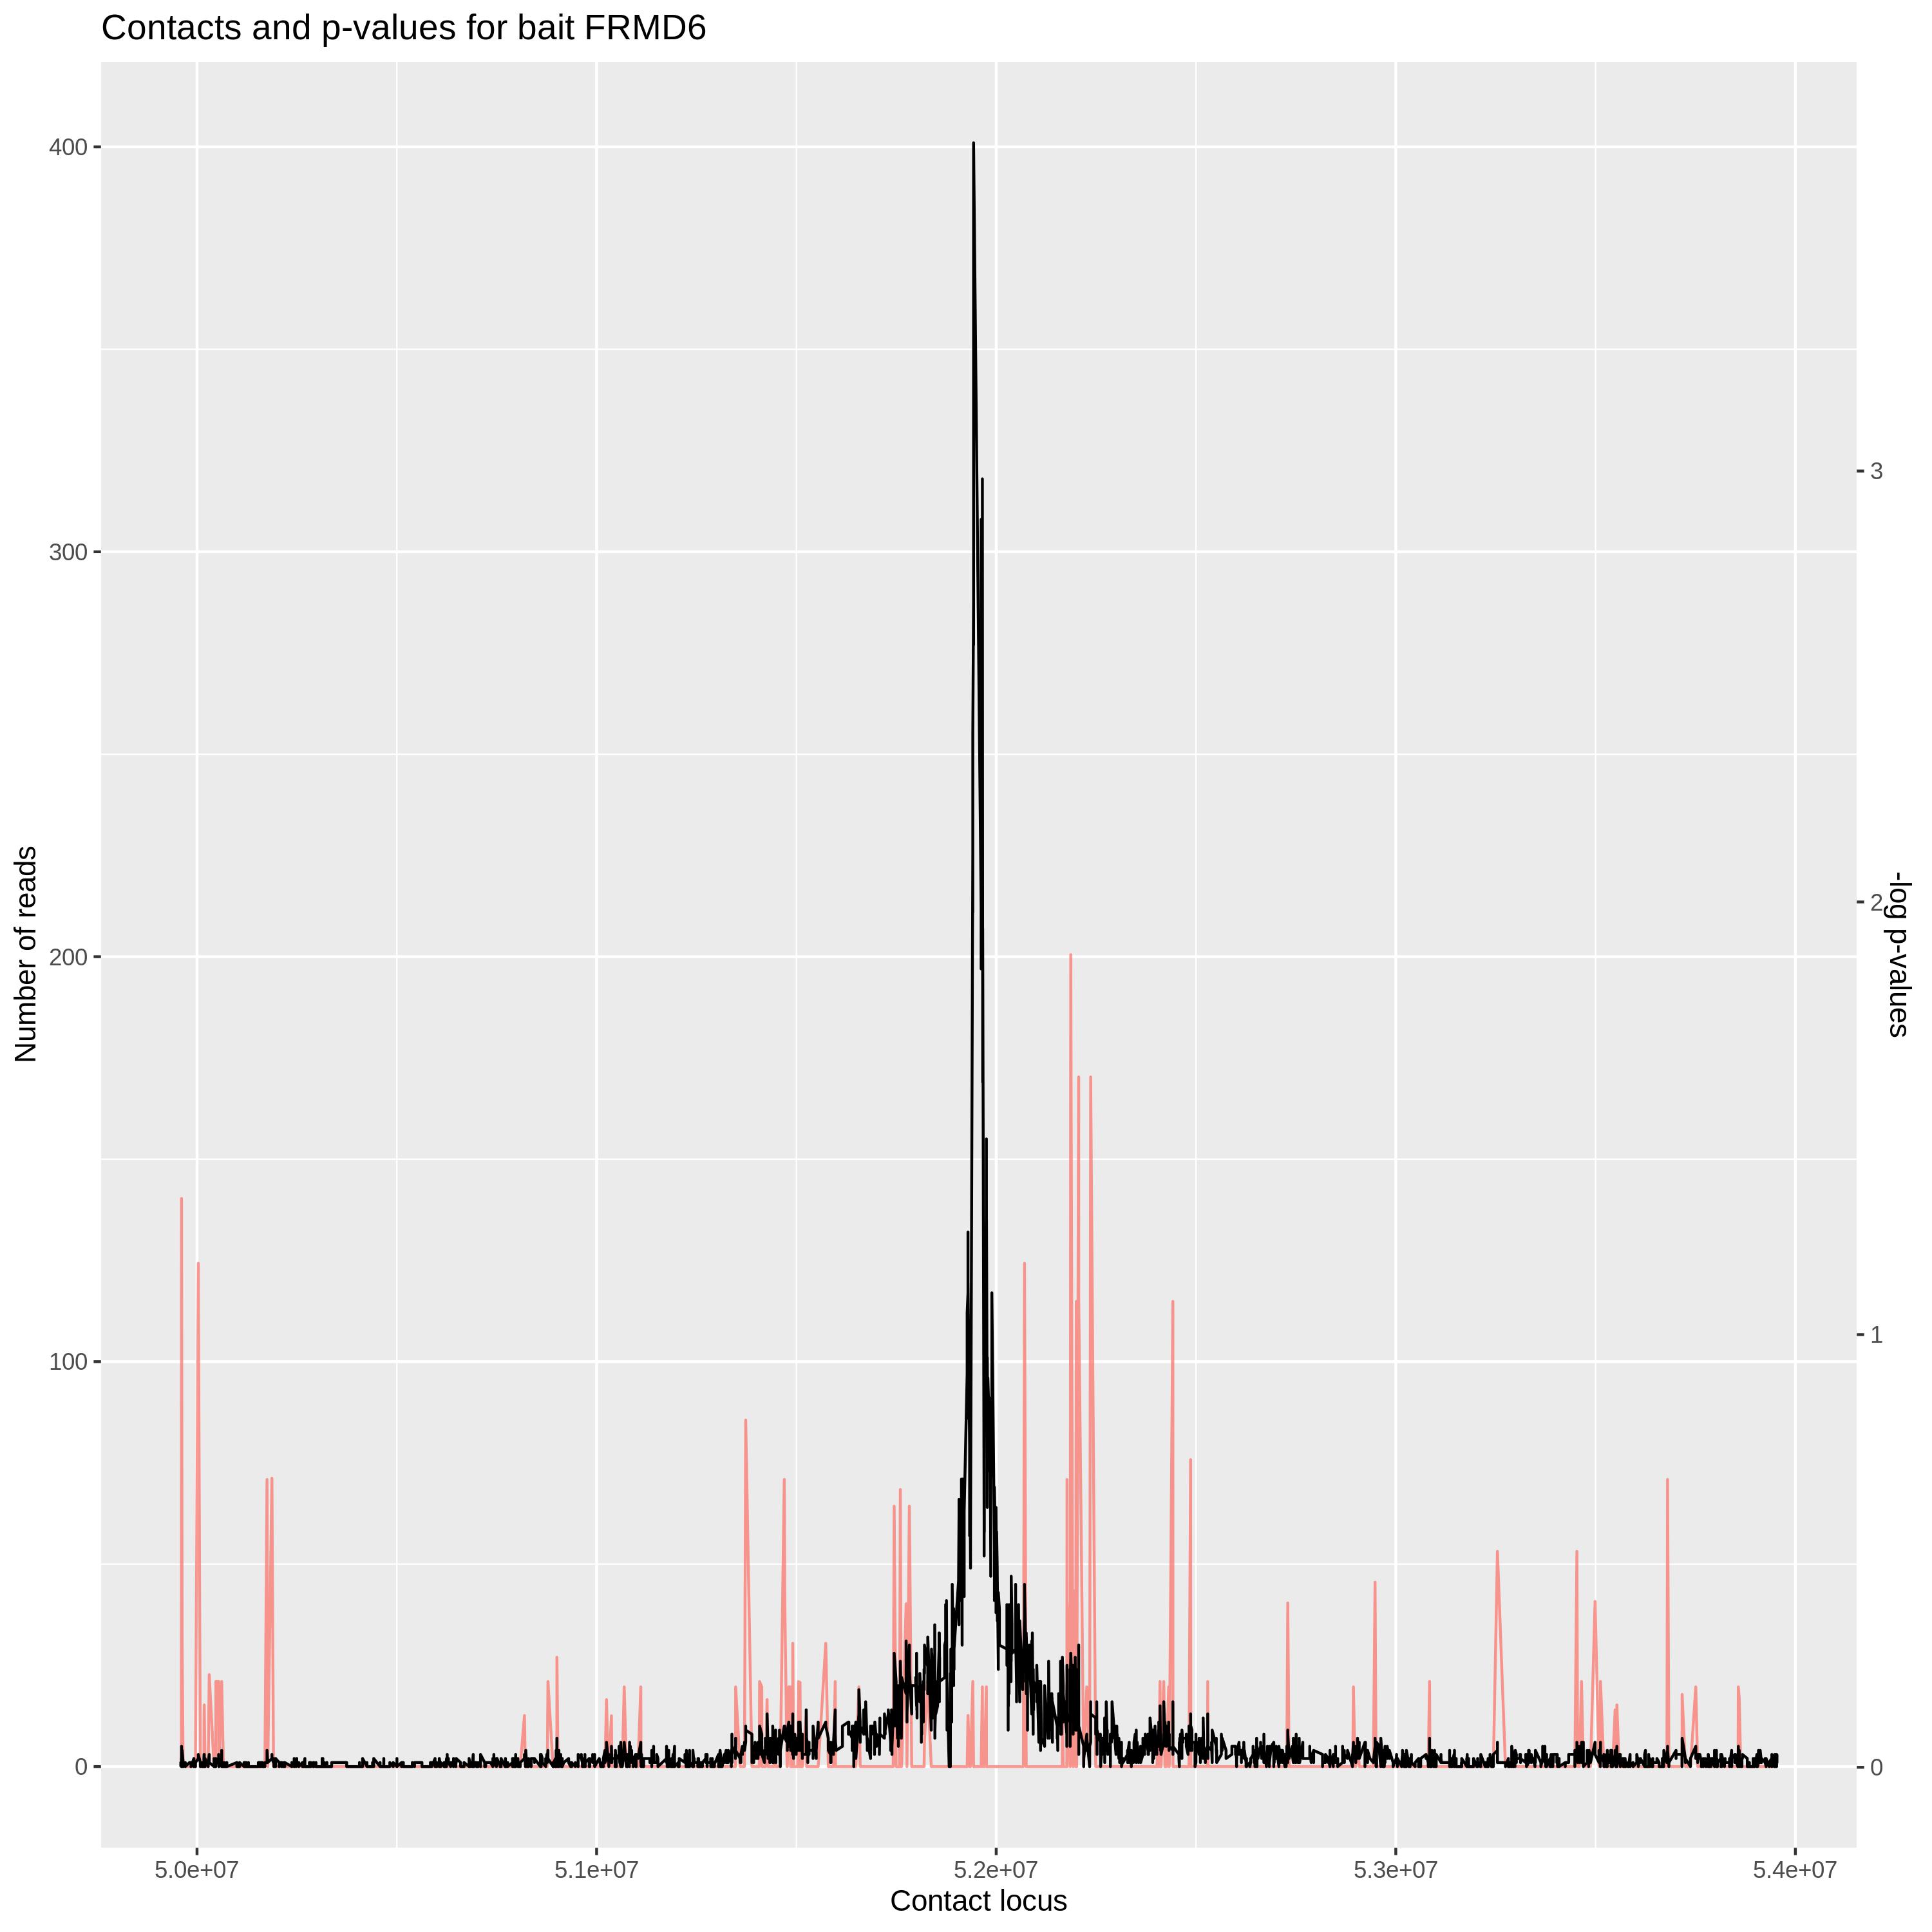 Contacts and p-values for bait FRMD6
400
300
200
100
0
Number of reads
3
2
1
0
-log p-values
5.0e+07 5.1e+07 5.2e+07 5.3e+07 5.4e+07
Contact locus